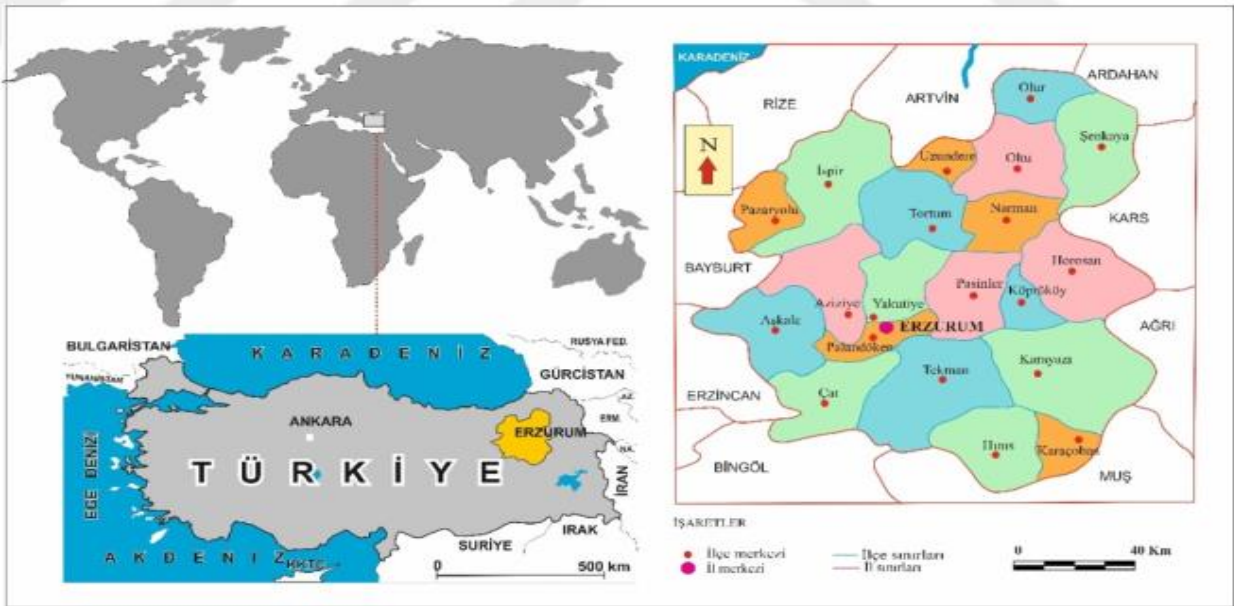 BULGARİSTAN
YUNANİSTAN
KARADENİZ
RUSYA FED.
GÜRCİSTAN
AZ.
ERM.
NA.
İRAN
ANKARA
ERZURUM
TÜRKİYE
EGE DENİZİ
AKDENİZ
KKTC
SURİYE
IRAK
0 500 km
KARADENİZ
RİZE
ARTVİN
ARDAHAN
N
Olur
Şenkaya
Uzundere
Oltu
İspir
Pazaryolu
Tortum
Narman
KARS
BAYBURT
Horosan
Pasinler
Köprüköy
Aziziye
Yakutiye
Aşkale
ERZURUM
Palandöken
AĞRI
Tekman
Karayazı
ERZİNCAN
Çat
Hınıs
Karaçoban
BİNGÖL
MUŞ
İŞARETLER
İlçe merkezi
İlçe sınırları
İl merkezi
İl sınırları
0 40 Km